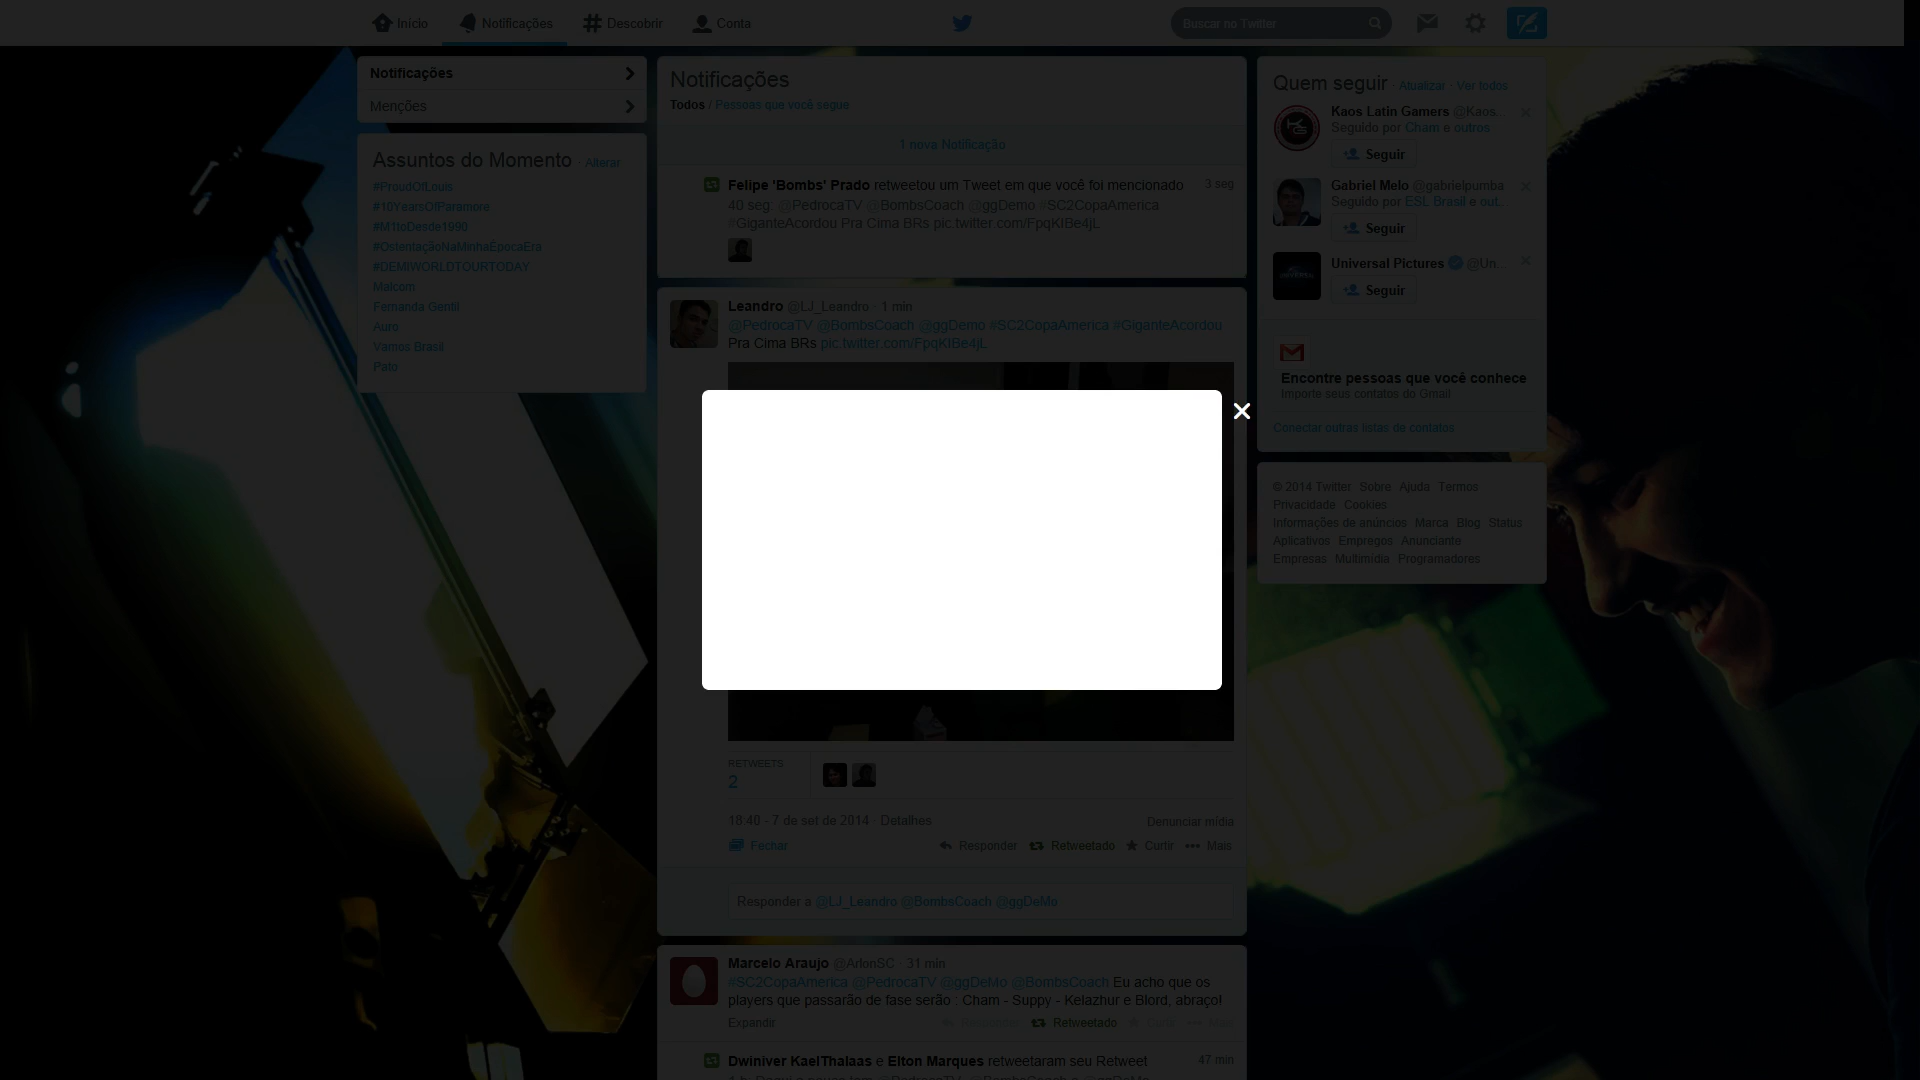 Início Notificações Descobrir Conta Buscar no Twitter
Notificações
Menções
Assuntos do Momento · Alterar
#ProudOfLouis
#10YearsOfParamore
#M1toDesde1990
#OstentaçãoNaMinhaÉpocaEra
#DEMIWORLDTOURTODAY
Malcom
Fernanda Gentil
Auro
Vamos Brasil
Pato
Notificações
Todos / Pessoas que você segue
1 nova Notificação
Felipe 'Bombs' Prado retweetou um Tweet em que você foi mencionado 3 seg
40 seg: @PedrocaTV @BombsCoach @ggDemo #SC2CopaAmerica
#GiganteAcordou Pra Cima BRs pic.twitter.com/FpqKIBe4jL
Leandro @LJ_Leandro · 1 min
@PedrocaTV @BombsCoach @ggDemo #SC2CopaAmerica #GiganteAcordou
Pra Cima BRs pic.twitter.com/FpqKIBe4jL
RETWEETS
2
18:40 - 7 de set de 2014 · Detalhes Denunciar mídia
Fechar Responder Retweetado Curtir Mais
Responder a @LJ_Leandro @BombsCoach @ggDeMo
Marcelo Araujo @ArlonSC · 31 min
#SC2CopaAmerica @PedrocaTV @ggDeMo @BombsCoach Eu acho que os
players que passarão de fase serão : Cham - Suppy - Kelazhur e Blord, abraço!
Expandir Responder Retweetado Curtir Mais
Dwiniver KaelThalaas e Elton Marques retweetaram seu Retweet 47 min
Quem seguir · Atualizar · Ver todos
Kaos Latin Gamers @Kaos..
Seguido por Cham e outros
Seguir
Gabriel Melo @gabrielpumba
Seguido por ESL Brasil e out...
Seguir
Universal Pictures @Un...
Seguir
Encontre pessoas que você conhece
Importe seus contatos do Gmail
Conectar outras listas de contatos
© 2014 Twitter Sobre Ajuda Termos
Privacidade Cookies
Informações de anúncios Marca Blog Status
Aplicativos Empregos Anunciante
Empresas Multimídia Programadores